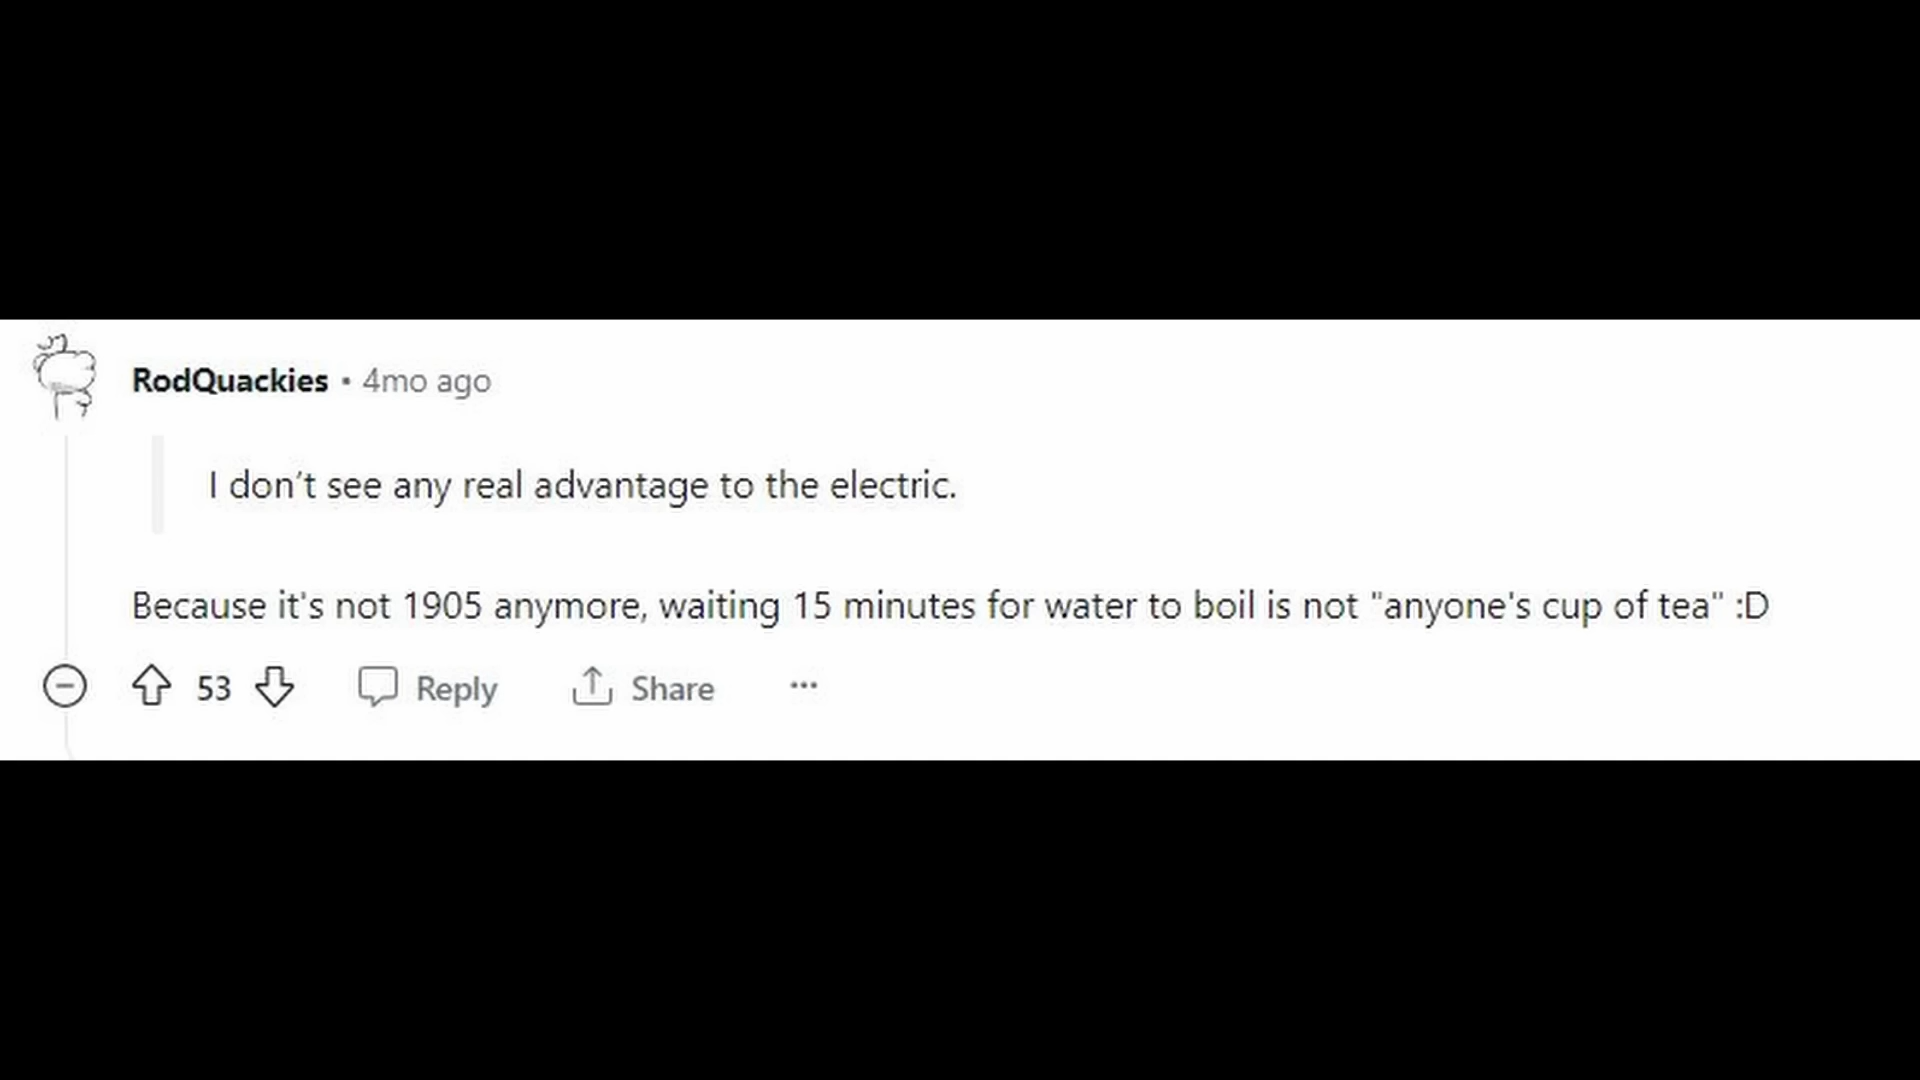 RodQuackies • 4mo ago
I don’t see any real advantage to the electric.
Because it's not 1905 anymore, waiting 15 minutes for water to boil is not "anyone's cup of tea" :D
53 Reply Share ...